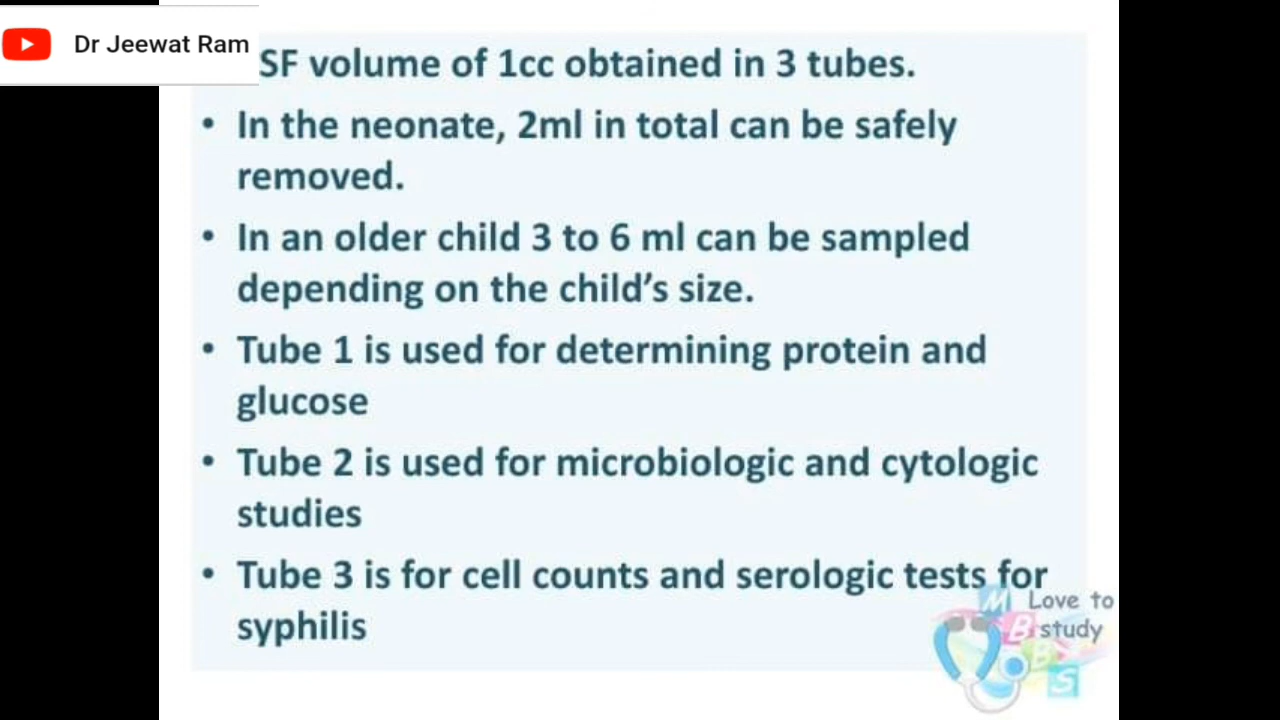 Dr Jeewat Ram
SF volume of 1cc obtained in 3 tubes.
• In the neonate, 2ml in total can be safely
removed.
• In an older child 3 to 6 ml can be sampled
depending on the child's size.
• Tube 1 is used for determining protein and
glucose
• Tube 2 is used for microbiologic and cytologic
studies
• Tube 3 is for cell counts and serologic tests for
syphilis
Love to
study
M
B
B
S